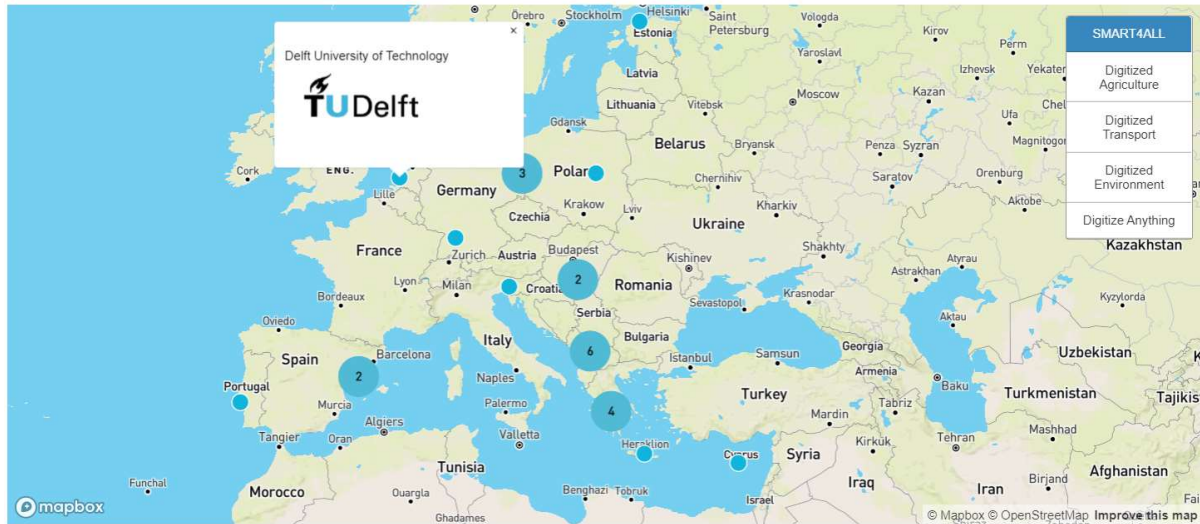 Delft University of Technology
×
TUDelft
SMART4ALL
Digitized
Agriculture
Digitized
Transport
Digitized
Environment
Digitize Anything
Örebro
Stockholm
Helsinki
Saint
Petersburg
Vologda
Kirov
Perm
Estonia
Yaroslavl
Izhevsk
Yekater
Latvia
Moscow
Kazan
Ufa
Chel
Lithuania
Vitebsk
Gdansk
Magnitogor
Belarus
Bryansk
Penza
Syzran
Cork
ENG.
3
Polan
Saratov
Orenburg
Lille
Germany
Chernihiv
Aktobe
Czechia
Krakow
Lviv
Kharkiv
Ukraine
France
Zurich
Austria
Budapest
Kishinev
Shakhty
Kazakhstan
Atyrau
Astrakhan
Lyon
Milan
Croatia
2
Romania
Bordeaux
Sevastopol
Krasnodar
Kyzylorda
Serbia
Aktau
Oviedo
Italy
6
Bulgaria
Georgia
Barcelona
Istanbul
Samsun
Uzbekistan
Spain
2
Armenia
Naples
Baku
Portugal
Turkey
Turkmenistan
Tajikis
Murcia
Palermo
4
Mardin
Tabriz
Algiers
Tangier
Oran
Valletta
Heraklion
Kirkük
Tehran
Mashhad
Cyprus
Syria
Tunisia
Afghanistan
Funchal
Morocco
Ouargla
Benghazi
Tobruk
Israel
Iraq
Iran
Birjand
Ghadames
mapbox
© Mapbox © OpenStreetMap Improve this map